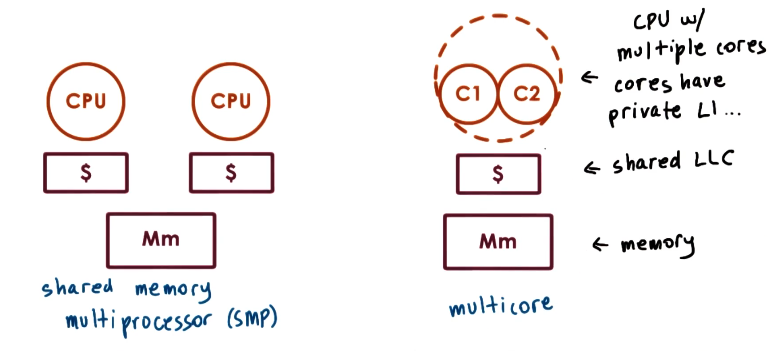 CPU
CPU
$
$
Mm
shared memory
multiprocessor (SMP)
C1
C2
$
Mm
multicore
CPU w/
multiple cores
← cores have
private L1 ...
← shared LLC
← memory